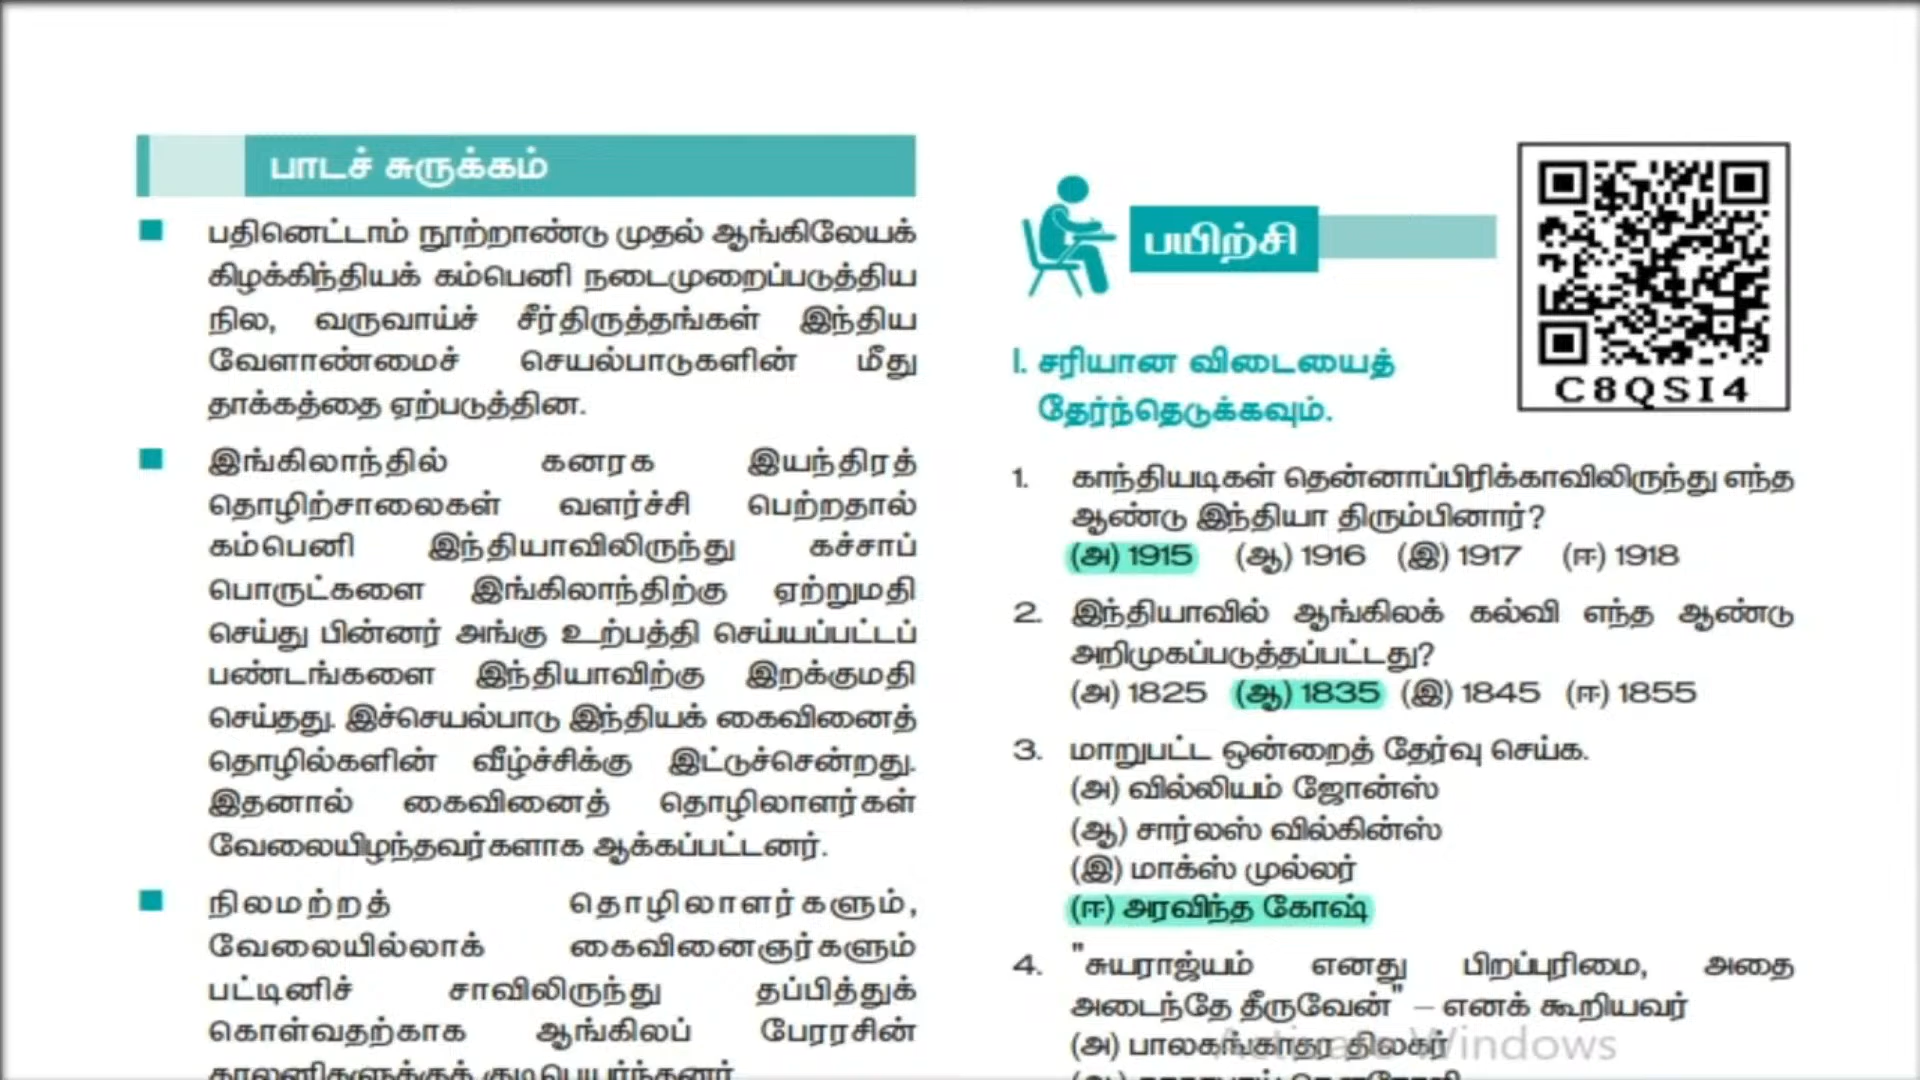 பாடச் சுருக்கம்
பதினெட்டாம் நூற்றாண்டு முதல் ஆங்கிலேயக்
கிழக்கிந்தியக் கம்பெனி நடைமுறைப்படுத்திய
நில, வருவாய்ச் சீர்திருத்தங்கள் இந்திய
வேளாண்மைச் செயல்பாடுகளின் மீது
தாக்கத்தை ஏற்படுத்தின.
இங்கிலாந்தில் கனரக இயந்திரத்
தொழிற்சாலைகள் வளர்ச்சி பெற்றதால்
கம்பெனி இந்தியாவிலிருந்து கச்சாப்
பொருட்களை இங்கிலாந்திற்கு ஏற்றுமதி
செய்து பின்னர் அங்கு உற்பத்தி செய்யப்பட்டப்
பண்டங்களை இந்தியாவிற்கு இறக்குமதி
செய்தது. இச்செயல்பாடு இந்தியக் கைவினைத்
தொழில்களின் வீழ்ச்சிக்கு இட்டுச்சென்றது.
இதனால் கைவினைத் தொழிலாளர்கள்
வேலையிழந்தவர்களாக ஆக்கப்பட்டனர்.
நிலமற்றத் தொழிலாளர்களும்,
வேலையில்லாக் கைவினைஞர்களும்
பட்டினிச் சாவிலிருந்து தப்பித்துக்
கொள்வதற்காக ஆங்கிலப் பேரரசின்
காலனிகளுக்குக் குடிபெயர்ந்தனர்.
பயிற்சி
C8QSI4
I. சரியான விடையைத்
தேர்ந்தெடுக்கவும்.
1. காந்தியடிகள் தென்னாப்பிரிக்காவிலிருந்து எந்த
ஆண்டு இந்தியா திரும்பினார்?
(அ) 1915 (ஆ) 1916 (இ) 1917 (ஈ) 1918
2. இந்தியாவில் ஆங்கிலக் கல்வி எந்த ஆண்டு
அறிமுகப்படுத்தப்பட்டது?
(அ) 1825 (ஆ) 1835 (இ) 1845 (ஈ) 1855
3. மாறுபட்ட ஒன்றைத் தேர்வு செய்க.
(அ) வில்லியம் ஜோன்ஸ்
(ஆ) சார்லஸ் வில்கின்ஸ்
(இ) மாக்ஸ் முல்லர்
(ஈ) அரவிந்த கோஷ்
4. "சுயராஜ்யம் எனது பிறப்புரிமை, அதை
அடைந்தே தீருவேன்" – எனக் கூறியவர்
(அ) பாலகங்காதர திலகர்
Activate Windows